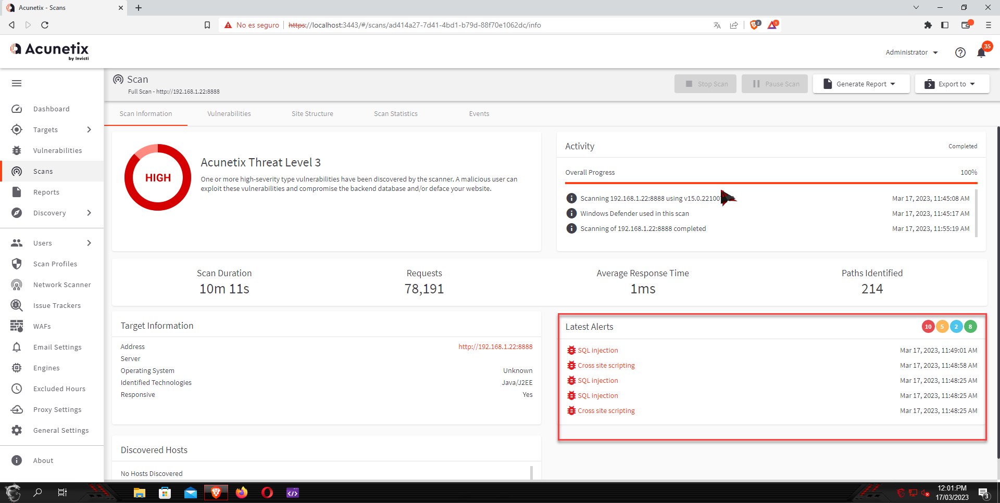 Acunetix - Scans
No es seguro
https://localhost:3443/#/scans/ad414a27-7d41-4bd1-b79d-88f70e1062dc/info
2
1
Acunetix
by Invicti
Administrator
35
Scan
Full Scan - http://192.168.1.22:8888
Stop Scan
Pause Scan
Generate Report
Export to
Dashboard
Targets
Vulnerabilities
Scans
Reports
Discovery
Users
Scan Profiles
Network Scanner
Issue Trackers
WAFs
Email Settings
Engines
Excluded Hours
Proxy Settings
General Settings
About
Scan Information
Vulnerabilities
Site Structure
Scan Statistics
Events
HIGH
Acunetix Threat Level 3
One or more high-severity type vulnerabilities have been discovered by the scanner. A malicious user can
exploit these vulnerabilities and compromise the backend database and/or deface your website.
Activity
Completed
Overall Progress
100%
Scanning 192.168.1.22:8888 using
Mar 17, 2023, 11:45:08 AM
Windows Defender used in this scan
Mar 17, 2023, 11:45:17 AM
Scanning of 192.168.1.22:8888 completed
Mar 17, 2023, 11:55:19 AM
Scan Duration
10m 11s
Requests
78,191
Average Response Time
1ms
Paths Identified
214
Target Information
Address
http://192.168.1.22:8888
Server
Operating System
Unknown
Identified Technologies
Java/J2EE
Responsive
Yes
Latest Alerts
10 5 2 8
SQL injection
Mar 17, 2023, 11:49:01 AM
Cross site scripting
Mar 17, 2023, 11:48:58 AM
SQL injection
Mar 17, 2023, 11:48:25 AM
SQL injection
Mar 17, 2023, 11:48:25 AM
Cross site scripting
Mar 17, 2023, 11:48:25 AM
Discovered Hosts
No Hosts Discovered
12:01:PM
17/03/2023
3